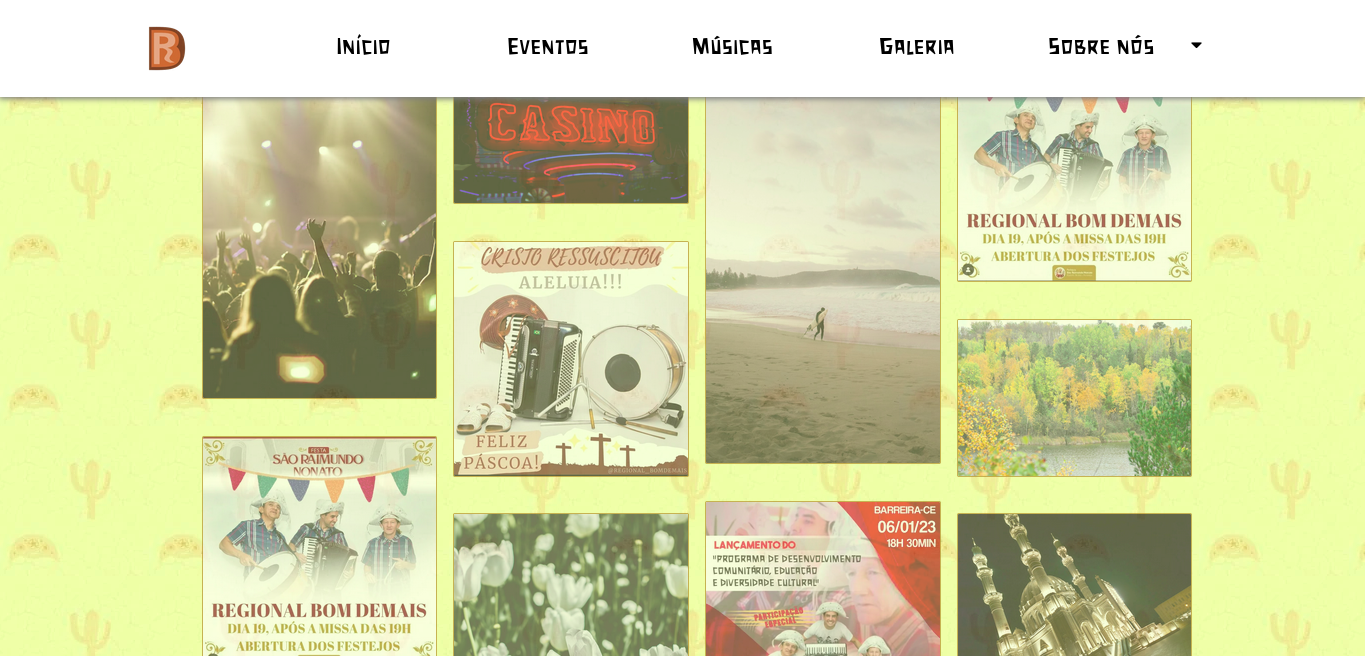 Início
Eventos
Músicas
Galeria
Sobre nós
CASINO
REGIONAL BOM DEMAIS
DIA 19, APÓS A MISSA DAS 19H
ABERTURA DOS FESTEJOS
CRISTO RESSUSCITOU
ALELUIA!!!
FELIZ
PÁSCOA!
@REGIONAL_BOMDEMAIS
FESTA
SÃO RAIMUNDO
NONATO
REGIONAL BOM DEMAIS
DIA 19, APÓS A MISSA DAS 19H
ABERTURA DOS FESTEJOS
BARREIRA-CE
06/01/23
18H 30MIN
LANÇAMENTO DO
"PROGRAMA DE DESENVOLVIMENTO
COMUNITÁRIO, EDUCAÇÃO
E DIVERSIDADE CULTURAL"
PARTICIPAÇÃO
ESPECIAL